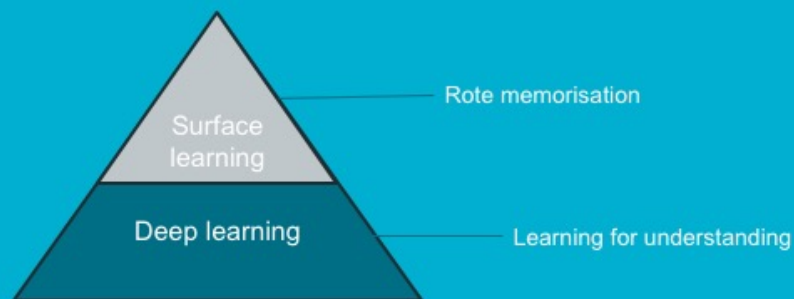 Rote memorisation
Surface
learning
Deep learning
Learning for understanding